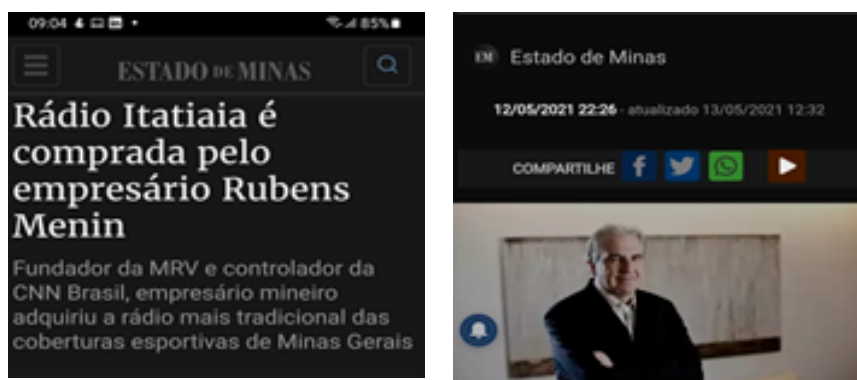 09:04
85%
ESTADO DE MINAS
Rádio Itatiaia é
comprada pelo
empresário Rubens
Menin
Fundador da MRV e controlador da
CNN Brasil, empresário mineiro
adquiriu a rádio mais tradicional das
coberturas esportivas de Minas Gerais
EM Estado de Minas
12/05/2021 22:26 - atualizado 13/05/2021 12:32
COMPARTILHE